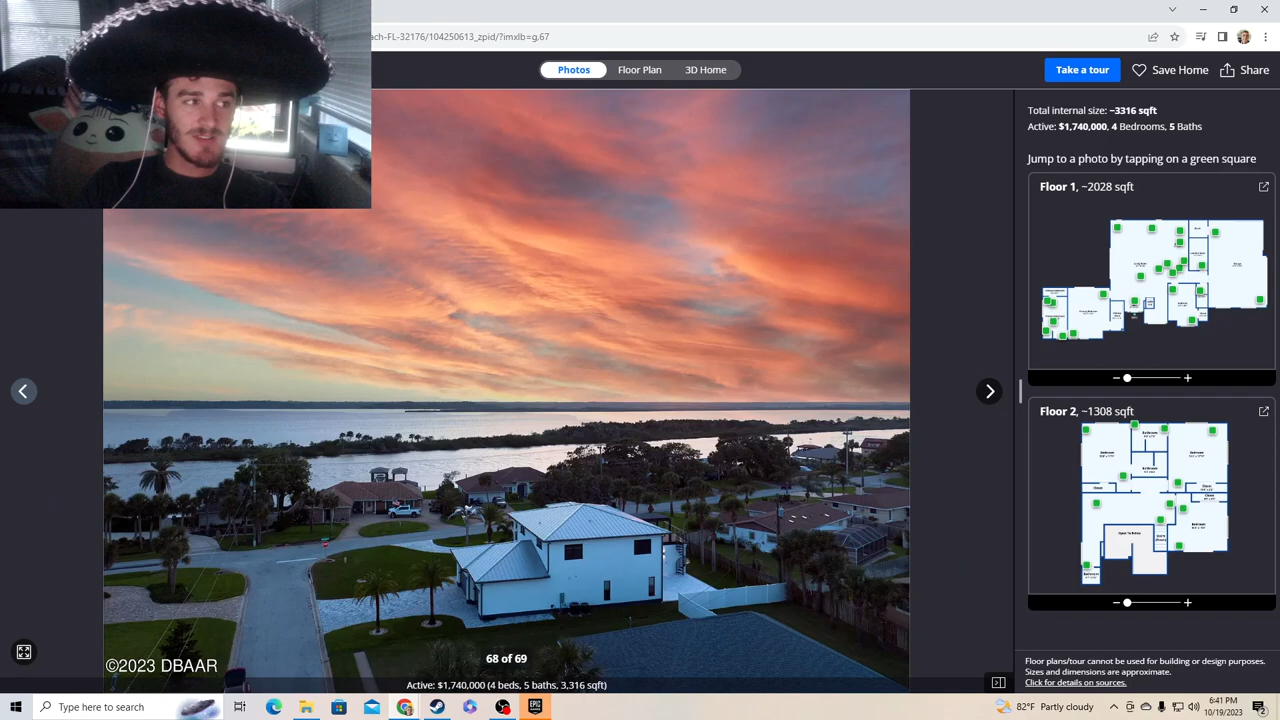 ach-FL-32176/104250613_zpid/?imxlb=g,67
Photos
Floor Plan
3D Home
Take a tour
Save Home
Share
Total internal size: ~3316 sqft
Active: $1,740,000, 4 Bedrooms, 5 Baths
Jump to a photo by tapping on a green square
Floor 1, ~2028 sqft
Floor 2, ~1308 sqft
©2023 DBAAR
68 of 69
Active: $1,740,000 (4 beds, 5 baths, 3,316 sqft)
Floor plans/tour cannot be used for building or design purposes.
Sizes and dimensions are approximate.
Click for details on sources.
Type here to search
EPIC
82°F Partly cloudy
6:41 PM
10/19/2023
2